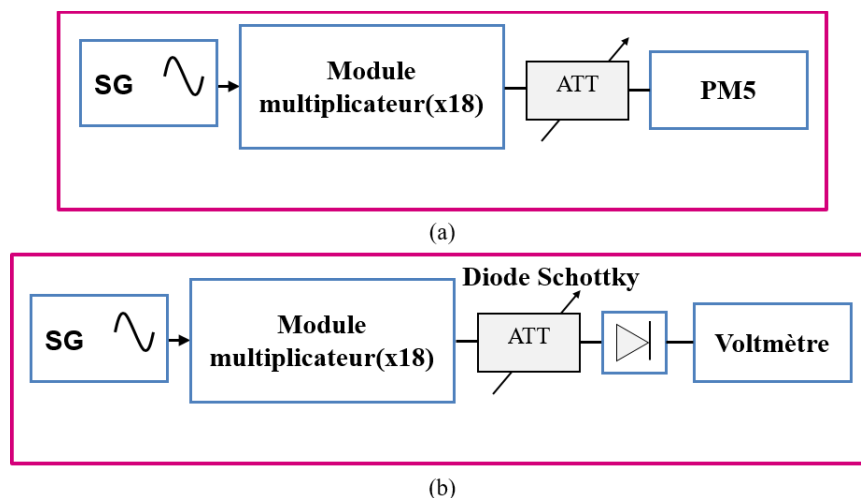 SG
Module
multiplicateur(x18)
ATT
PM5
(a)
Diode Schottky
SG
Module
multiplicateur(x18)
ATT
Voltmètre
(b)